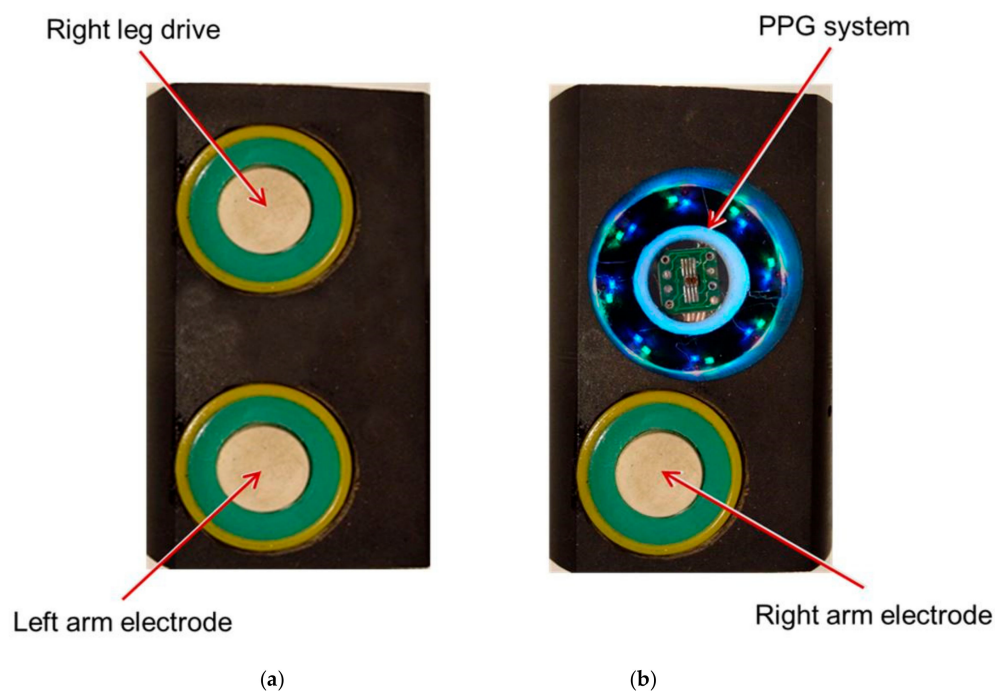 Right leg drive
PPG system
Left arm electrode
Right arm electrode
(a)
(b)